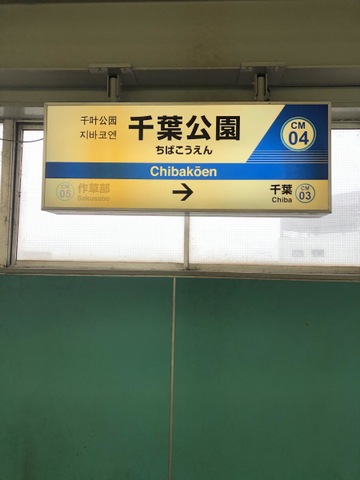 千叶公园
지바코엔
千葉公園
ちばこうえん
CM
04
Chibakōen
CM
05
作草部
Sakusabe
→
千葉
Chiba
CM
03